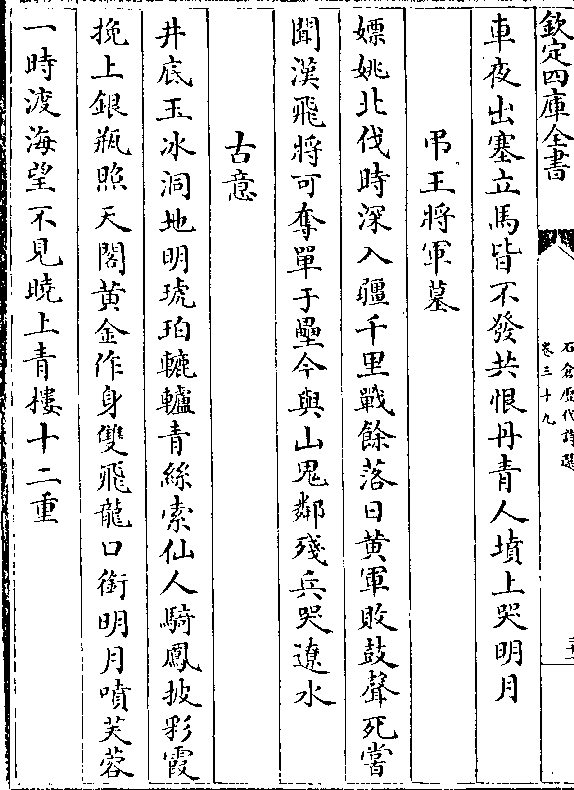 欽定四庫全書
石倉歷代詩選
卷三十九
車夜出塞立馬皆不發共恨丹青人墳上哭明月
弔王將軍墓
嫖姚北伐時深入疆千里戰餘落日黄軍敗鼓聲死嘗
聞漢飛將可奪單于壘今與山鬼鄰殘兵哭遼水
古意
井底玉冰洞地明琥珀轆轤青絲索仙人騎鳳披彩霞
挽上銀瓶照天閣黄金作身雙飛龍口銜明月噴芙蓉
一時渡海望不見曉上青樓十二重